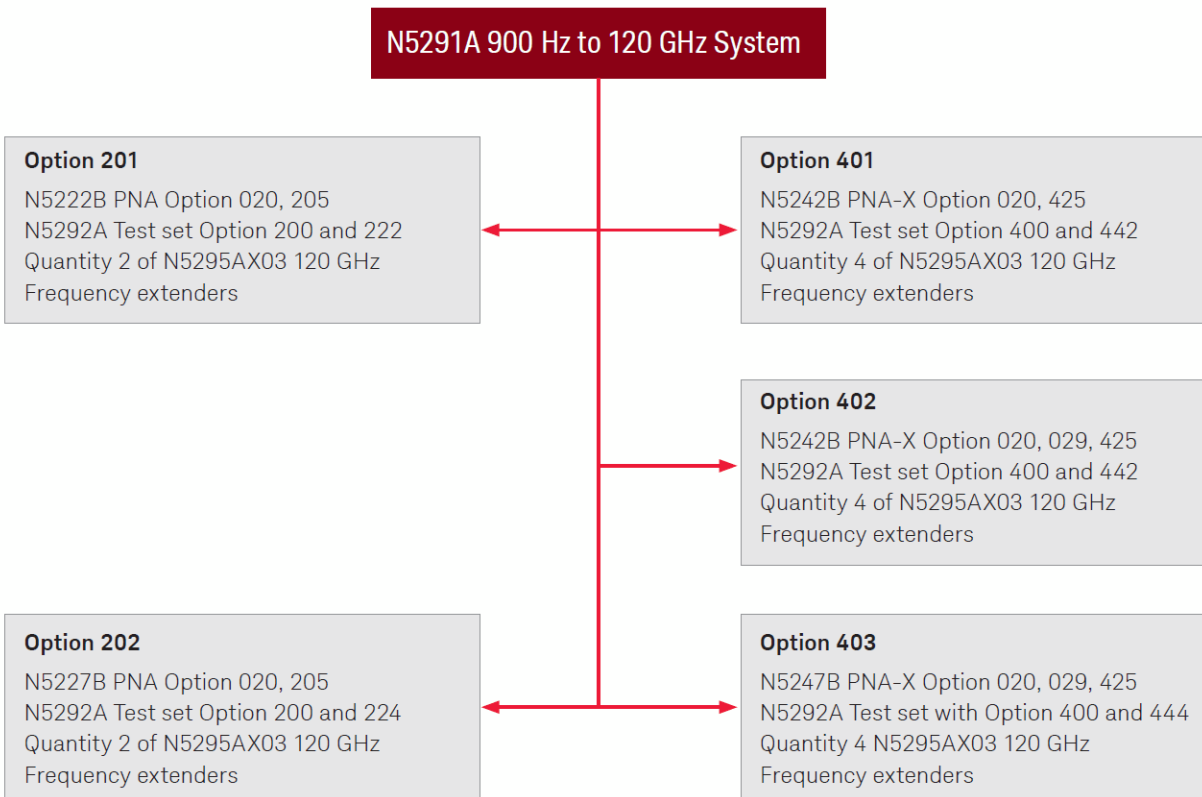 N5291A 900 Hz to 120 GHz System
Option 201
N5222B PNA Option 020, 205
N5292A Test set Option 200 and 222
Quantity 2 of N5295AX03 120 GHz
Frequency extenders
Option 401
N5242B PNA-X Option 020, 425
N5292A Test set Option 400 and 442
Quantity 4 of N5295AX03 120 GHz
Frequency extenders
Option 402
N5242B PNA-X Option 020, 029, 425
N5292A Test set Option 400 and 442
Quantity 4 of N5295AX03 120 GHz
Frequency extenders
Option 202
N5227B PNA Option 020, 205
N5292A Test set Option 200 and 224
Quantity 2 of N5295AX03 120 GHz
Frequency extenders
Option 403
N5247B PNA-X Option 020, 029, 425
N5292A Test set with Option 400 and 444
Quantity 4 N5295AX03 120 GHz
Frequency extenders